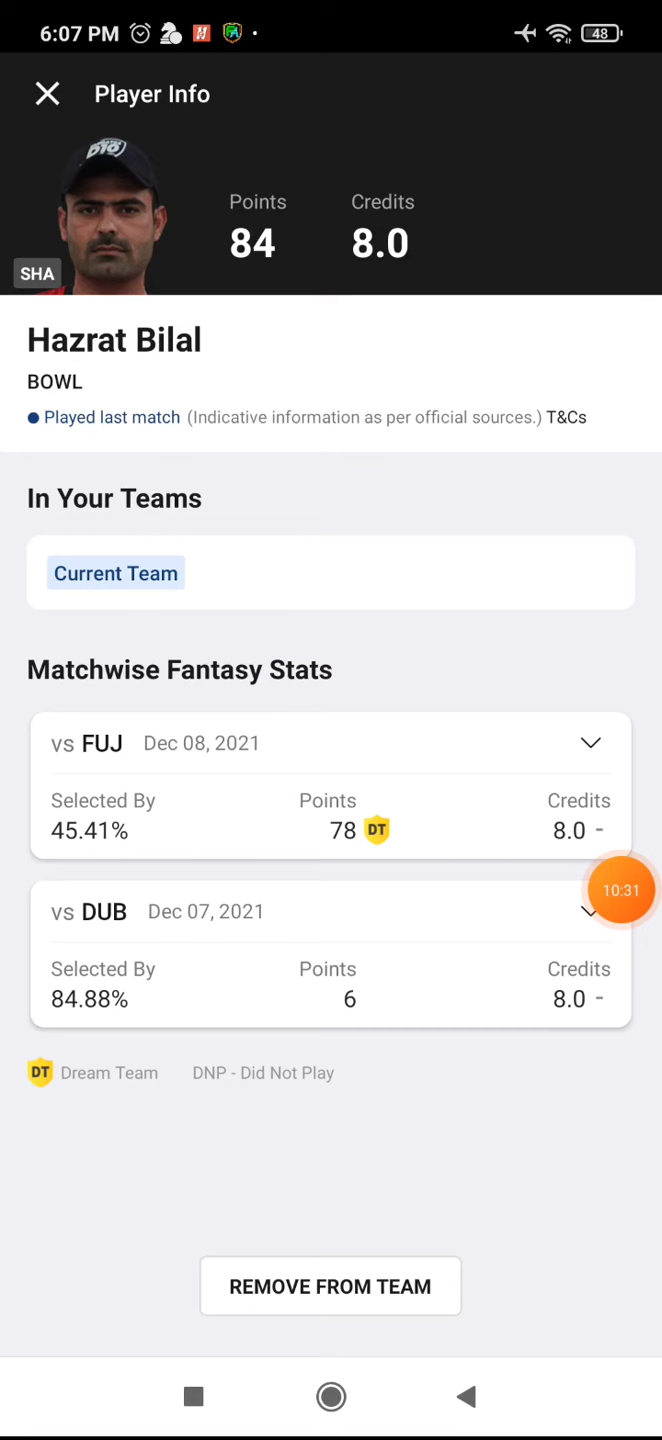 6:07 PM
48
Player Info
D10
Points
Credits
84
8.0
SHA
Hazrat Bilal
BOWL
Played last match (Indicative information as per official sources.) T&Cs
In Your Teams
Current Team
Matchwise Fantasy Stats
vs FUJ Dec 08, 2021
Selected By Points Credits
45.41% 78 DT 8.0 -
10:31
vs DUB Dec 07, 2021
Selected By Points Credits
84.88% 6 8.0 -
DT Dream Team DNP - Did Not Play
REMOVE FROM TEAM